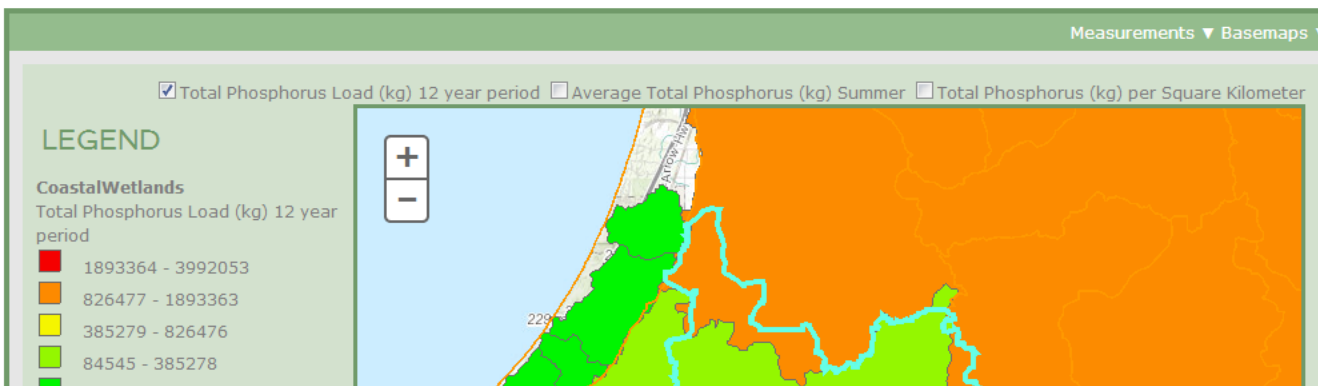 Measurements ▼ Basemaps
Total Phosphorus Load (kg) 12 year period Average Total Phosphorus (kg) Summer Total Phosphorus (kg) per Square Kilometer
LEGEND
CoastalWetlands
Total Phosphorus Load (kg) 12 year
period
1893364 - 3992053
826477 - 1893363
385279 - 826476
84545 - 385278
+
−
Arrow Hwy
229